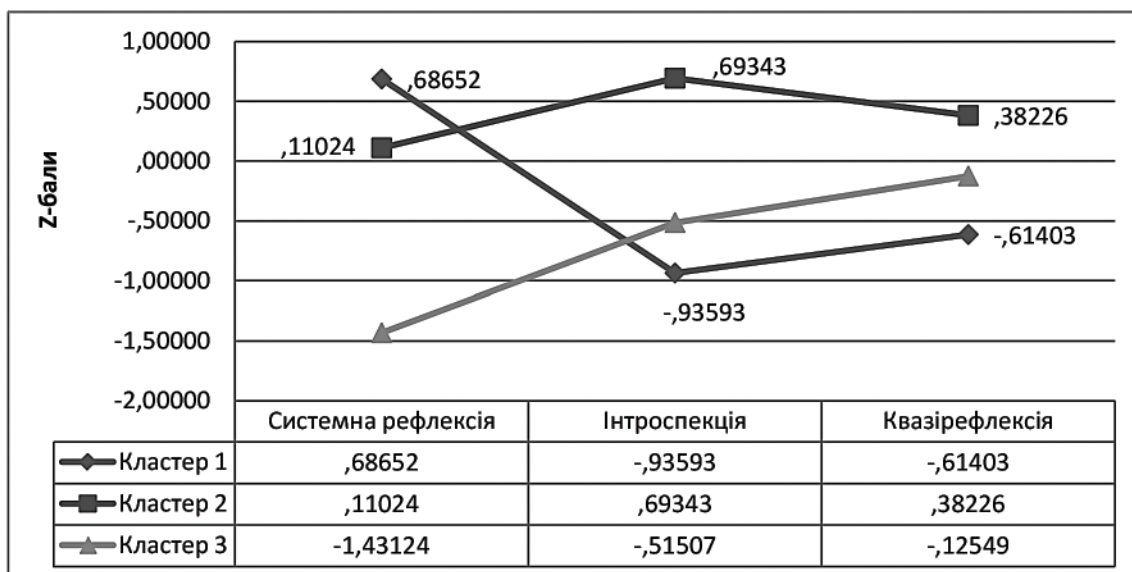 Z-бали
1,00000
,50000
,00000
-,50000
-1,00000
-1,50000
-2,00000
,68652
,11024
,69343
,38226
-,93593
-,61403
Системна рефлексія Інтроспекція Квазірефлексія
Кластер 1 ,68652 -,93593 -,61403
Кластер 2 ,11024 ,69343 ,38226
Кластер 3 -1,43124 -,51507 -,12549